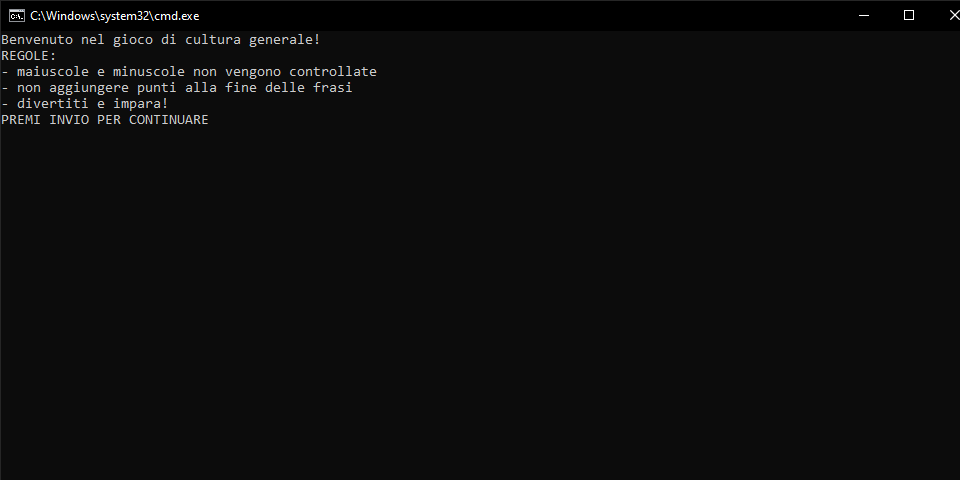 C:\Windows\system32\cmd.exe
Benvenuto nel gioco di cultura generale!
REGOLE:
- maiuscole e minuscole non vengono controllate
- non aggiungere punti alla fine delle frasi
- divertiti e impara!
PREMI INVIO PER CONTINUARE